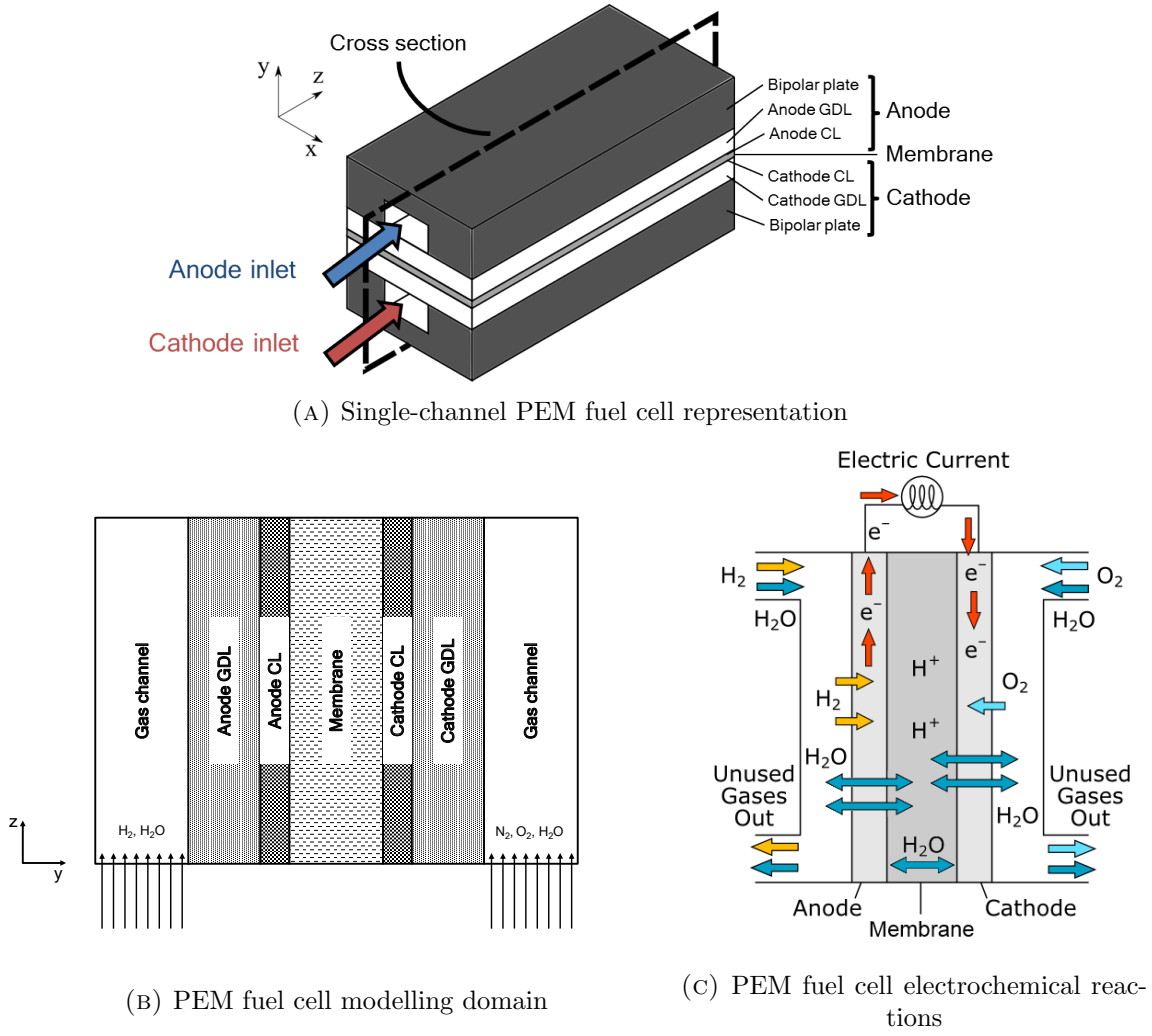 Cross section
y
z
x
Bipolar plate
Anode GDL
Anode CL
Anode
Membrane
Cathode CL
Cathode GDL
Bipolar plate
Cathode
Anode inlet
Cathode inlet
(A) Single-channel PEM fuel cell representation
Gas channel
Anode GDL
Anode CL
Membrane
Cathode CL
Cathode GDL
Gas channel
H₂, H₂O
N₂, O₂, H₂O
z
y
(B) PEM fuel cell modelling domain
Electric Current
e⁻
H₂
H₂O
e⁻
e⁻
e⁻
O₂
H₂O
H⁺
H₂
O₂
H⁺
H₂O
Unused
Gases
Out
Unused
Gases
Out
H₂O
H₂O
Anode
Cathode
Membrane
(C) PEM fuel cell electrochemical reac-
tions